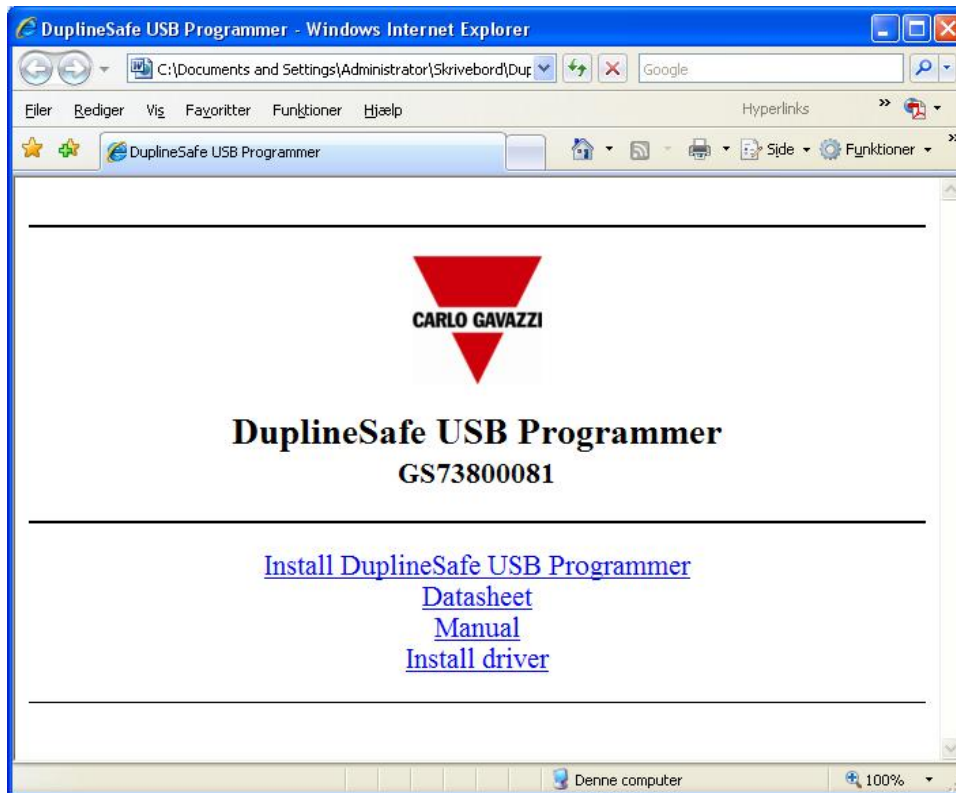 DuplineSafe USB Programmer - Windows Internet Explorer
C:\Documents and Settings\Administrator\Skrivebord\Dup
Google
Filer Rediger Vis Favoritter Funktioner Hjælp Hyperlinks »
DuplineSafe USB Programmer Side Funktioner »
CARLO GAVAZZI
DuplineSafe USB Programmer
GS73800081
Install DuplineSafe USB Programmer
Datasheet
Manual
Install driver
Denne computer 100%